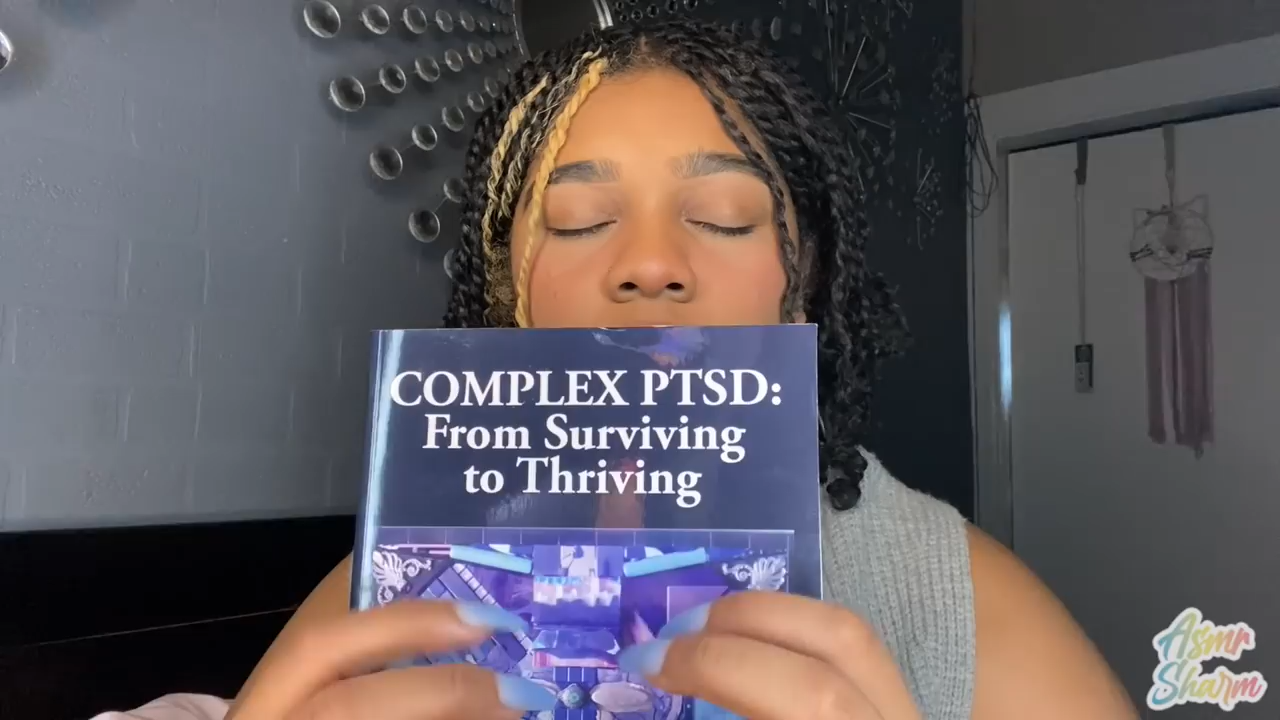 COMPLEX PTSD:
From Surviving
to Thriving
Asmr
Sharm